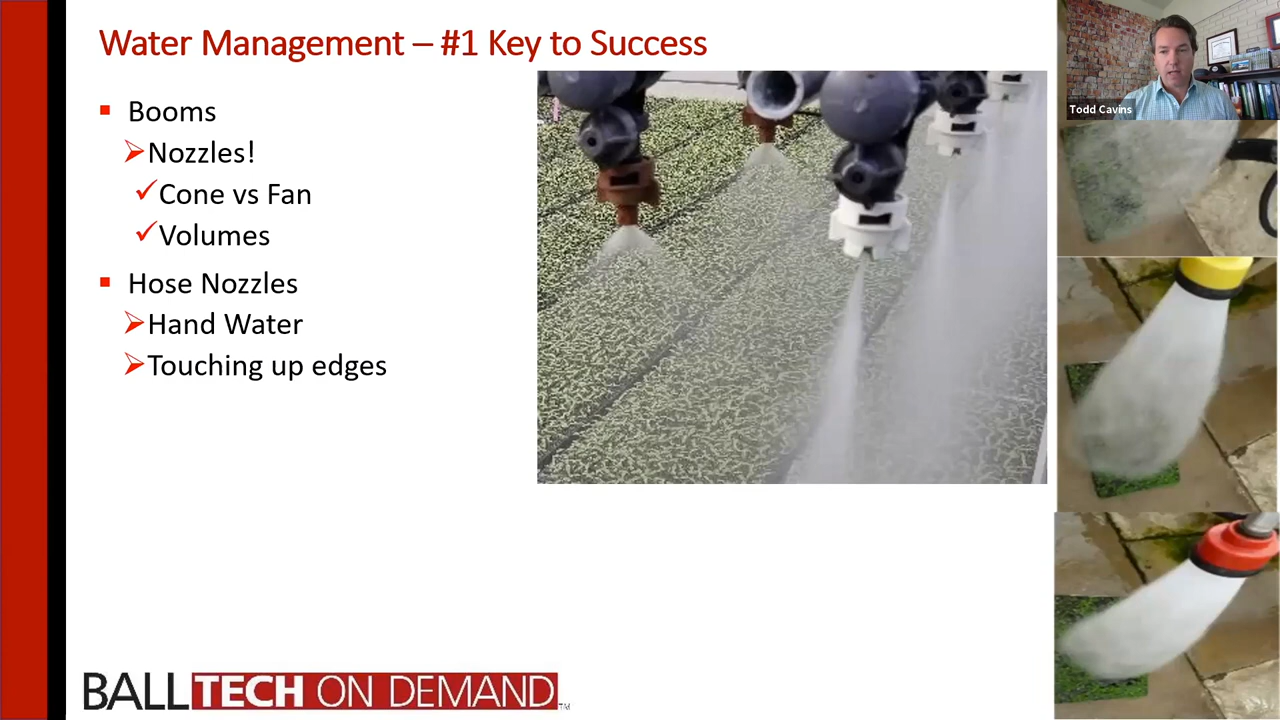 Water Management – #1 Key to Success
Booms
Nozzles!
Cone vs Fan
Volumes
Hose Nozzles
Hand Water
Touching up edges
Todd Cavins
BALLTECH ON DEMAND™